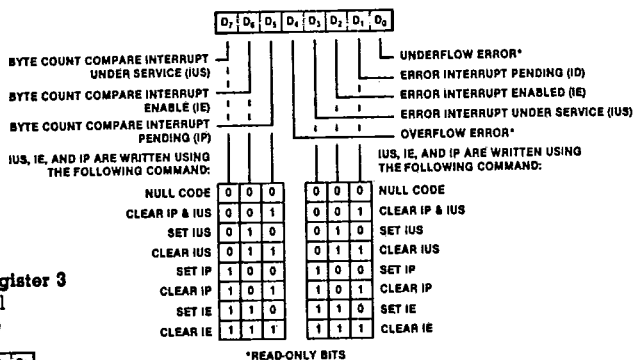 D7 D6 D5 D4 D3 D2 D1 D0
BYTE COUNT COMPARE INTERRUPT
UNDER SERVICE (IUS)
BYTE COUNT COMPARE INTERRUPT
ENABLE (IE)
BYTE COUNT COMPARE INTERRUPT
PENDING (IP)
IUS, IE, AND IP ARE WRITTEN USING
THE FOLLOWING COMMAND:
UNDERFLOW ERROR*
ERROR INTERRUPT PENDING (ID)
ERROR INTERRUPT ENABLED (IE)
ERROR INTERRUPT UNDER SERVICE (IUS)
OVERFLOW ERROR*
IUS, IE, AND IP ARE WRITTEN USING
THE FOLLOWING COMMAND:
NULL CODE 0 0 0 0 0 0 NULL CODE
CLEAR IP & IUS 0 0 1 0 0 1 CLEAR IP & IUS
SET IUS 0 1 0 0 1 0 SET IUS
CLEAR IUS 0 1 1 0 1 1 CLEAR IUS
SET IP 1 0 0 1 0 0 SET IP
CLEAR IP 1 0 1 1 0 1 CLEAR IP
SET IE 1 1 0 1 1 0 SET IE
CLEAR IE 1 1 1 1 1 1 CLEAR IE
*READ-ONLY BITS
gister 3